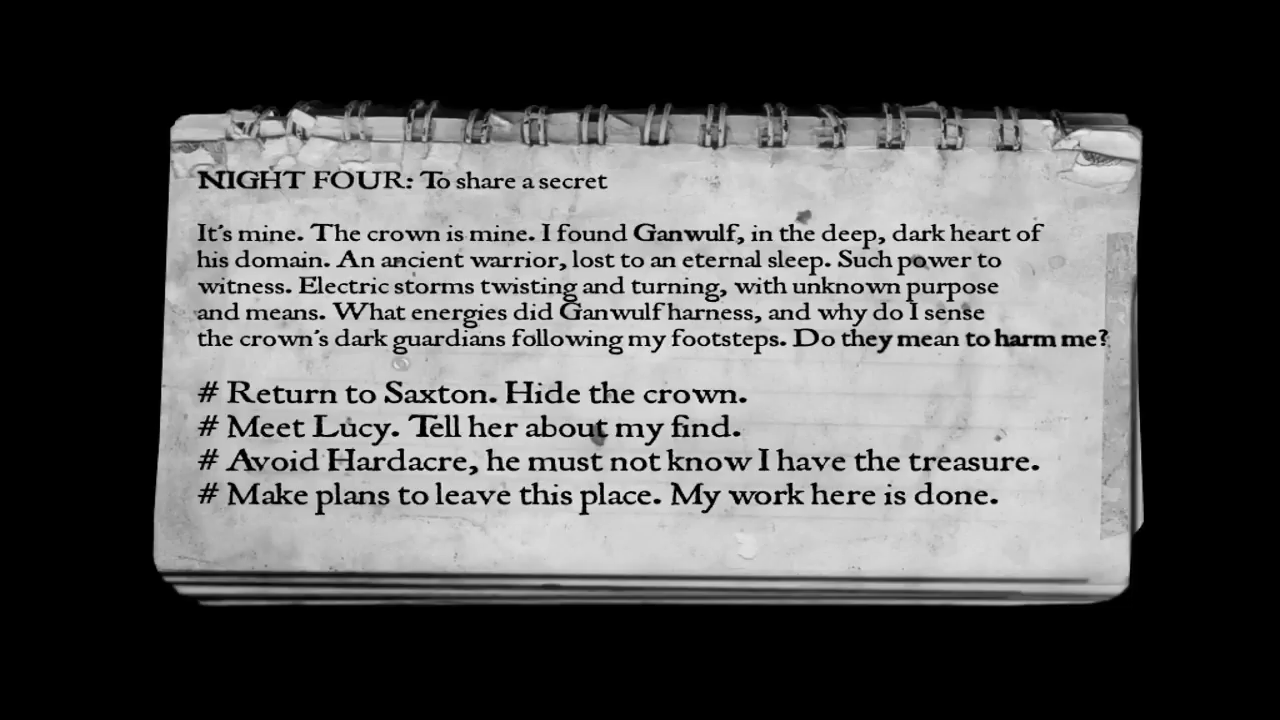 NIGHT FOUR: To share a secret
It's mine. The crown is mine. I found Ganwulf, in the deep, dark heart of
his domain. An ancient warrior, lost to an eternal sleep. Such power to
witness. Electric storms twisting and turning, with unknown purpose
and means. What energies did Ganwulf harness, and why do I sense
the crown's dark guardians following my footsteps. Do they mean to harm me?
# Return to Saxton. Hide the crown.
# Meet Lucy. Tell her about my find.
# Avoid Hardacre, he must not know I have the treasure.
# Make plans to leave this place. My work here is done.